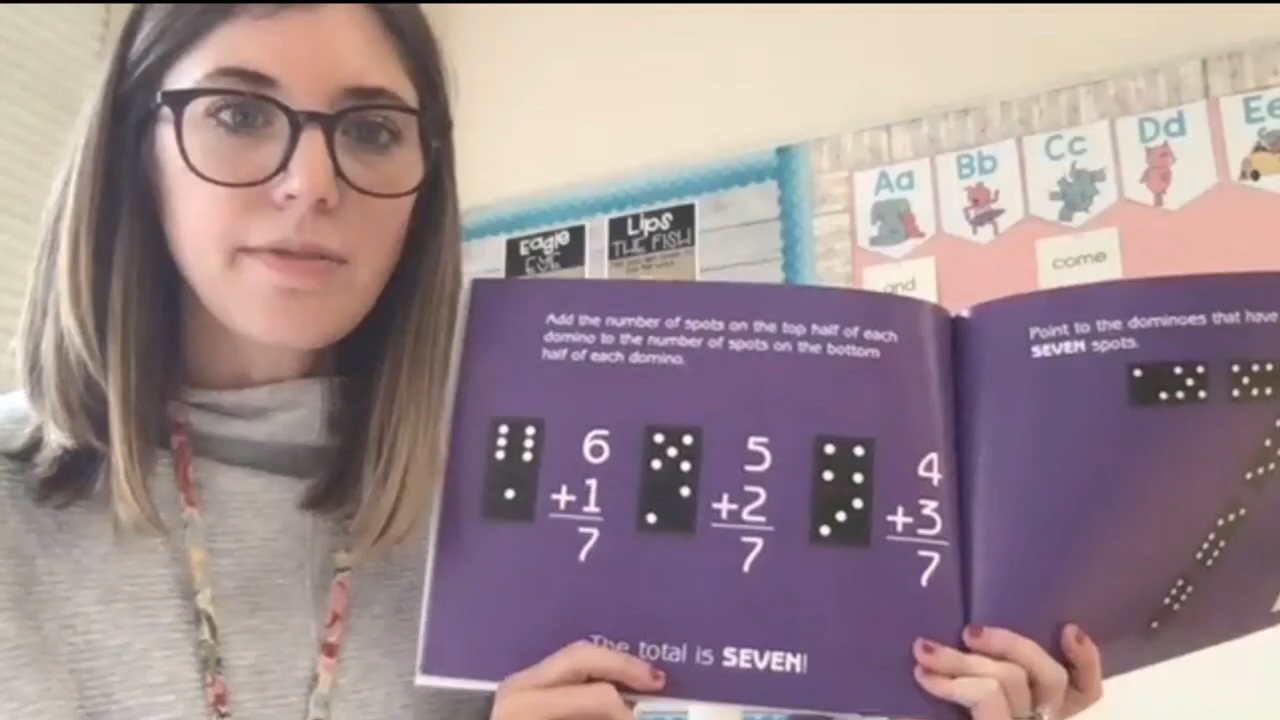 Aa
Bb
Cc
Dd
Ee
Eagle
EYE
Lips
THE FISH
and
come
Add the number of spots on the top half of each
domino to the number of spots on the bottom
half of each domino.
6
+1
7
5
+2
7
4
+3
7
The total is SEVEN!
Point to the dominoes that have
SEVEN spots.